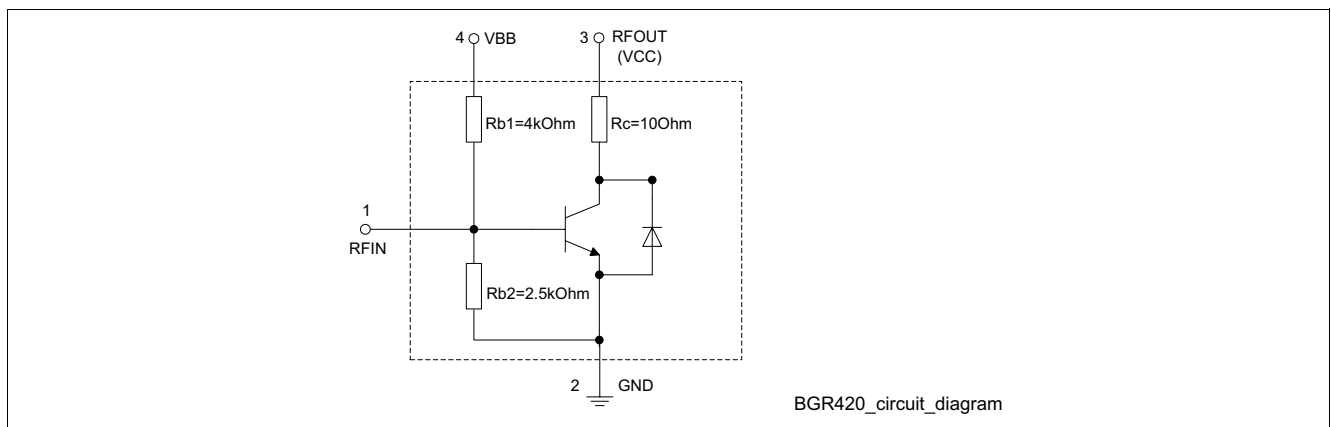 4 VBB
3 RFOUT
(VCC)
Rb1=4kOhm
Rc=10Ohm
1
RFIN
Rb2=2.5kOhm
2 GND
BGR420_circuit_diagram